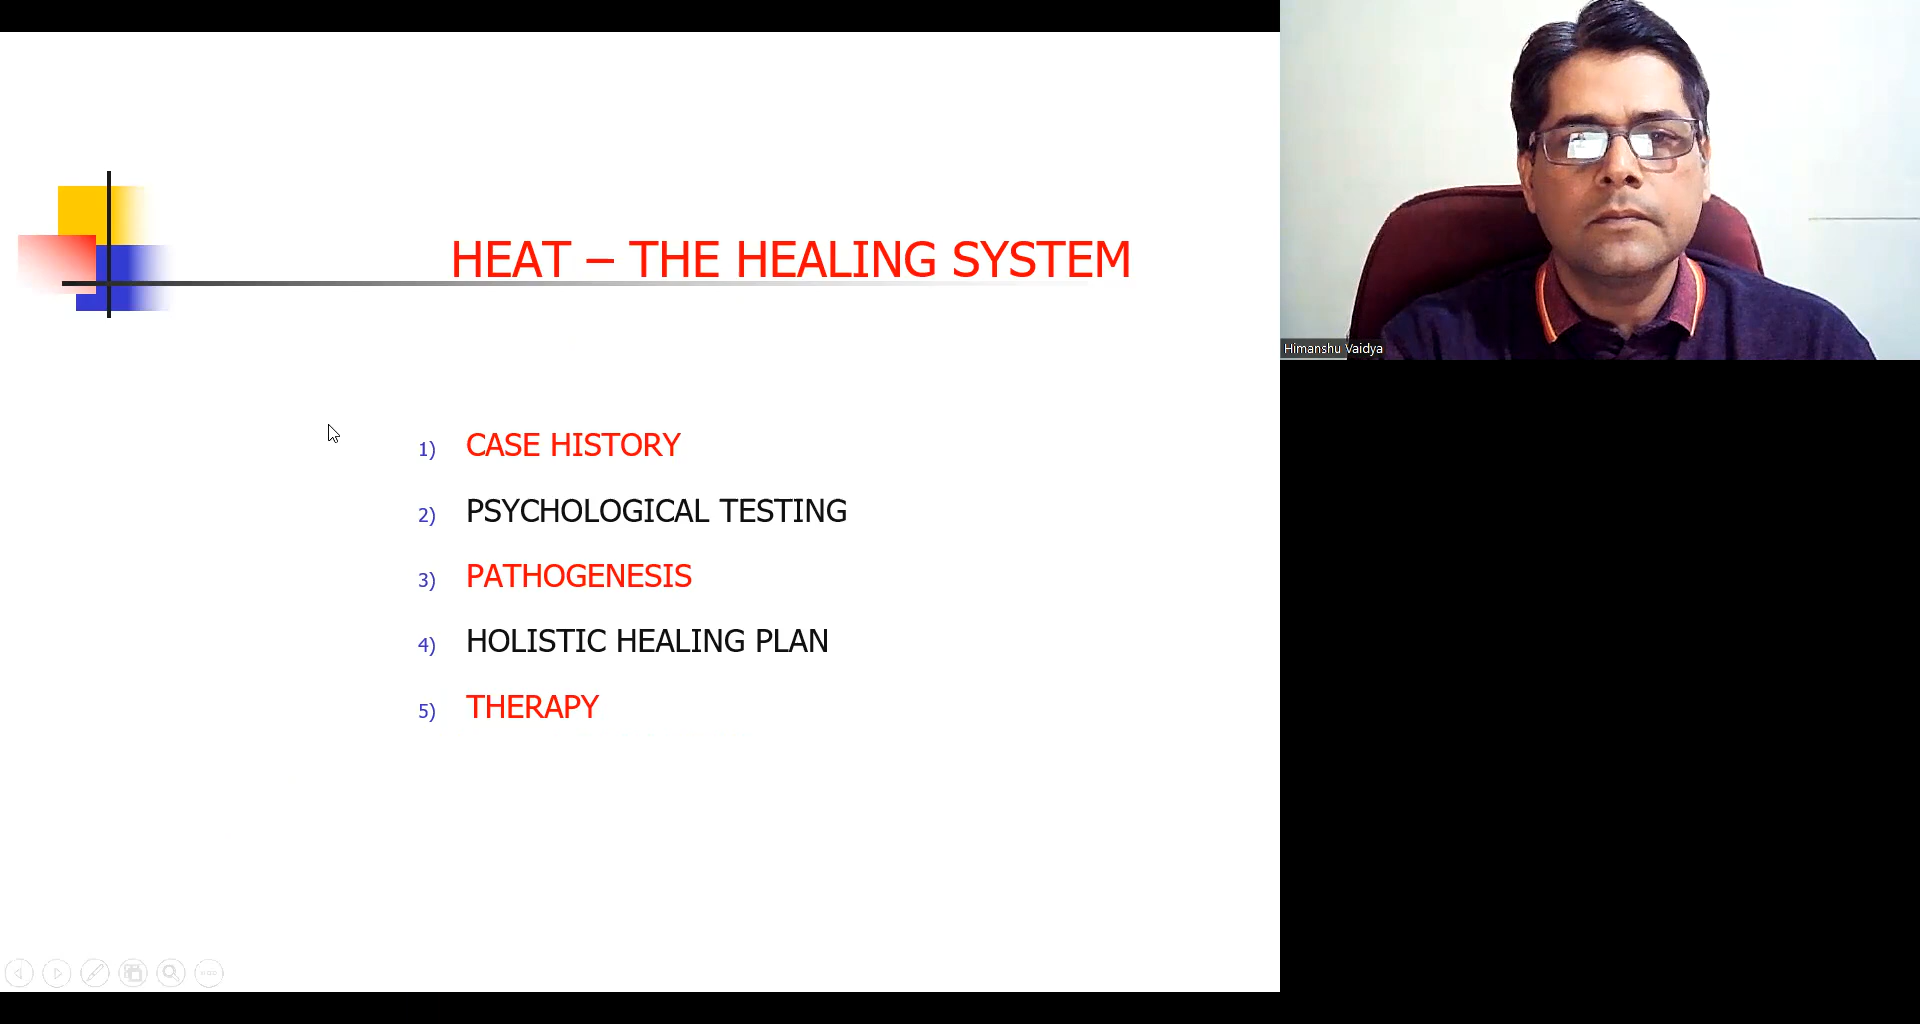 HEAT – THE HEALING SYSTEM
1) CASE HISTORY
2) PSYCHOLOGICAL TESTING
3) PATHOGENESIS
4) HOLISTIC HEALING PLAN
5) THERAPY
Himanshu Vaidya